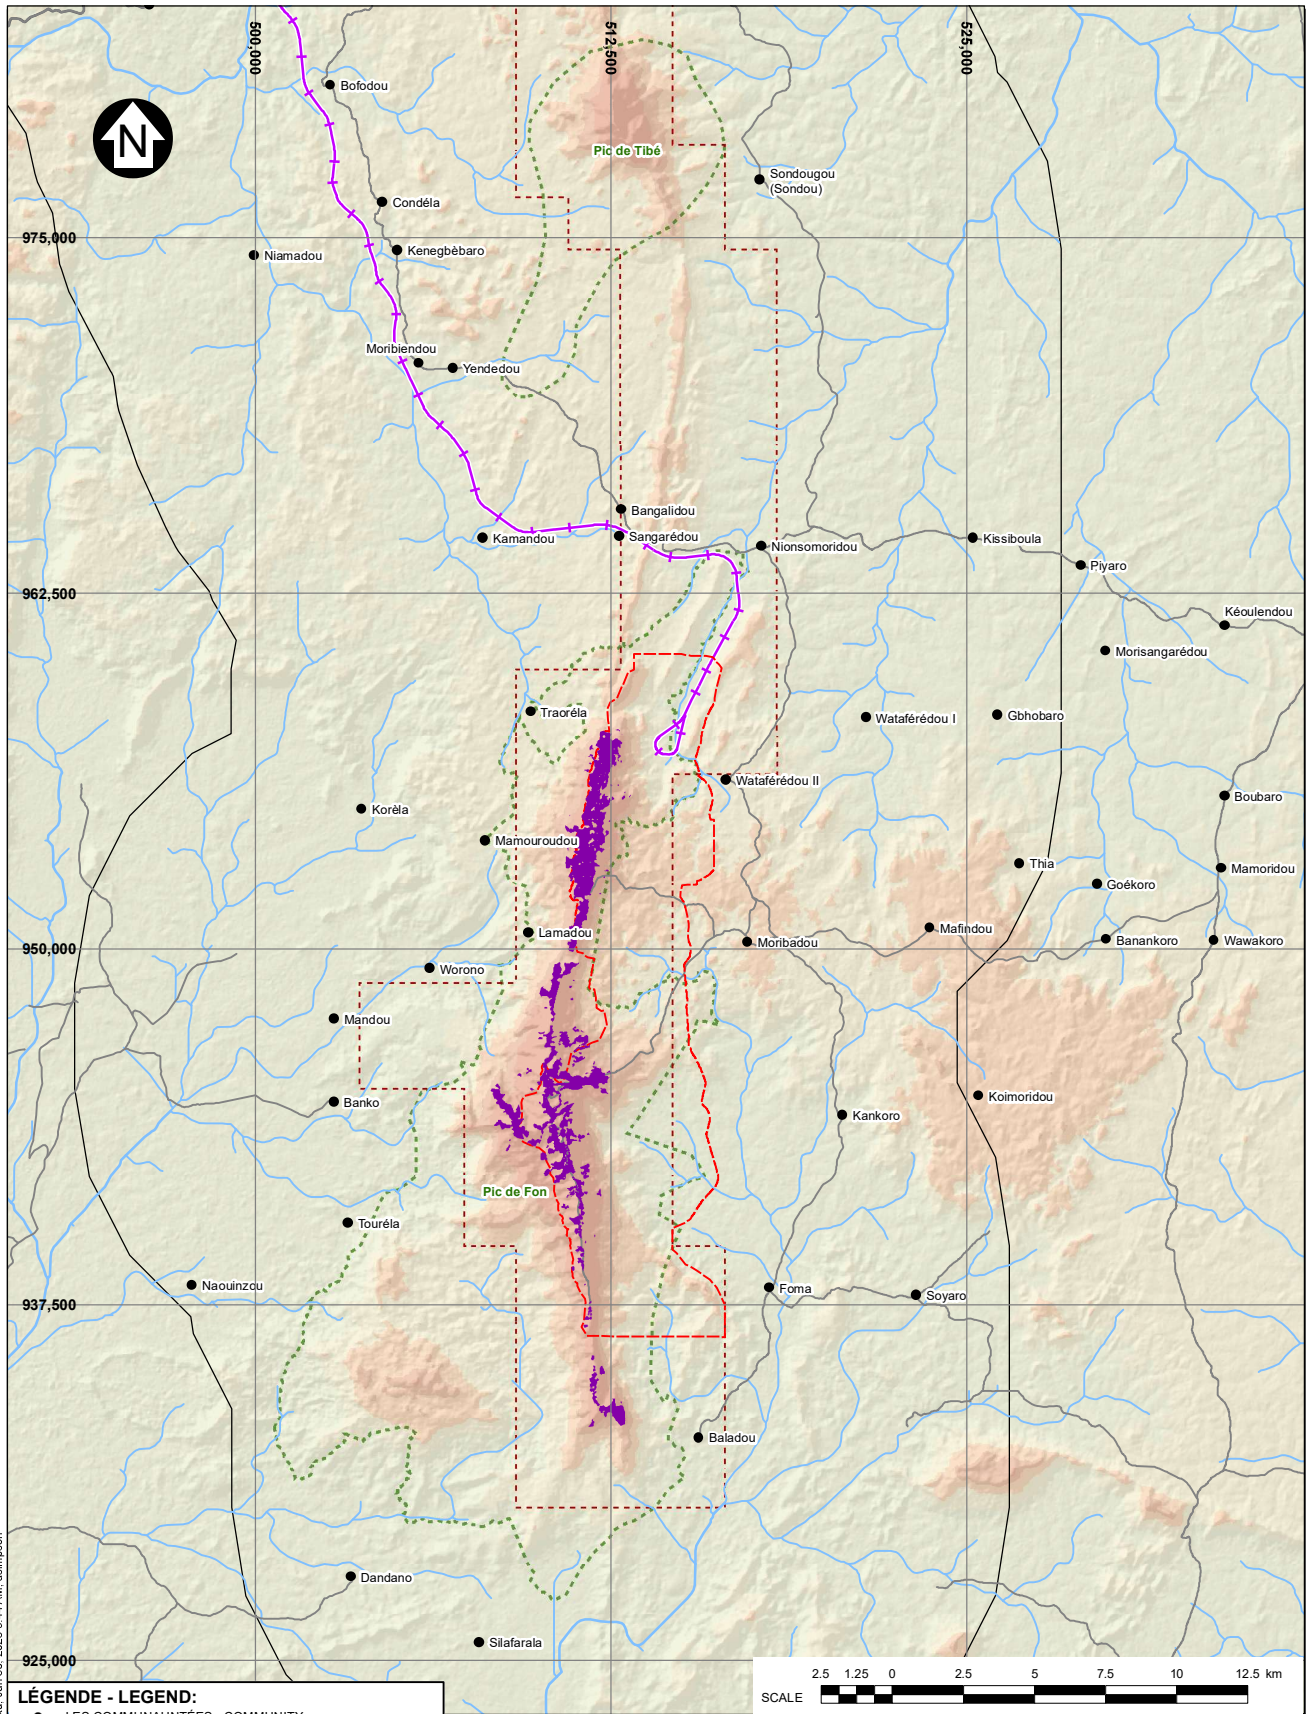 500,000
512,500
525,000
Bofodou
N
Pic de Tibé
Sondougou
(Sondou)
Condéla
975,000
Kenegbèbaro
Niamadou
Moribiendou
Yendedou
Bangalidou
Kamandou
Sangarédou
Nionsomoridou
Kissiboula
Piyaro
962,500
Kéoulendou
Morisangarédou
Traoréla
Wataférédou I
Gbhobaro
Wataférédou II
Boubaro
Korèla
Mamouroudou
Thia
Mamoridou
Goékoro
Lamadou
Mafindou
950,000
Moribadou
Banankoro
Wawakoro
Worono
Mandou
Koimoridou
Banko
Kankoro
Pic de Fon
Touréla
Naouinzou
Foma
Soyaro
937,500
Baladou
Dandano
Silafarala
925,000
2.5 1.25 0 2.5 5 7.5 10 12.5 km
SCALE
LÉGENDE - LEGEND: